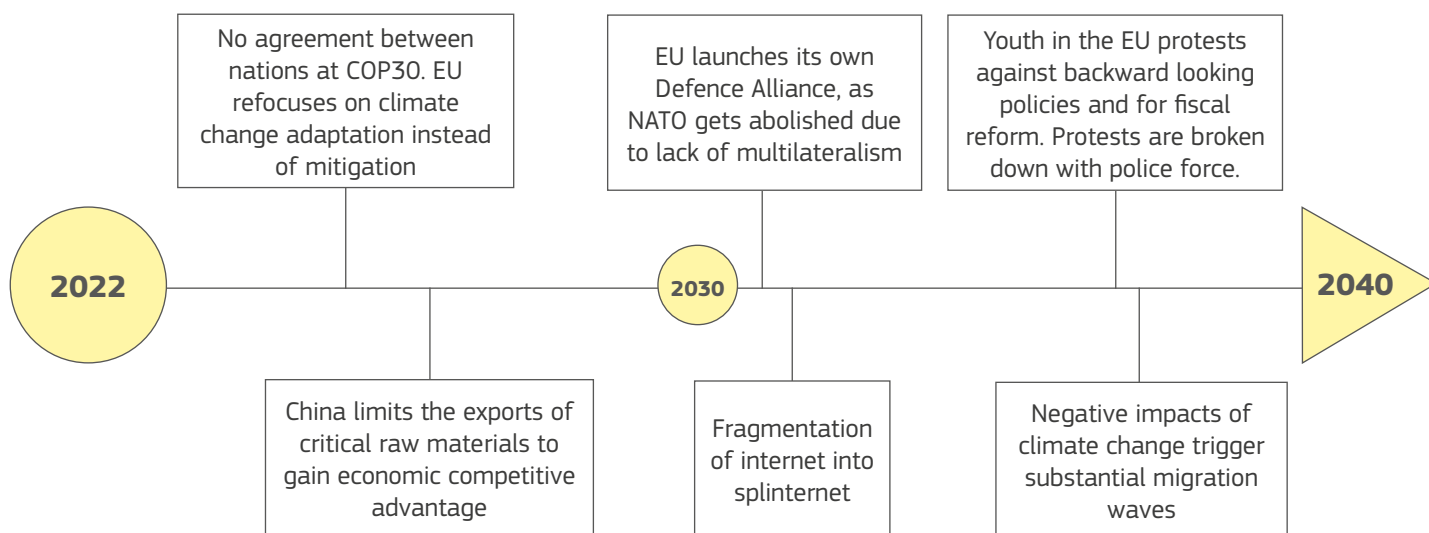 No agreement between
nations at COP30. EU
refocuses on climate
change adaptation instead
of mitigation
EU launches its own
Defence Alliance, as
NATO gets abolished due
to lack of multilateralism
Youth in the EU protests
against backward looking
policies and for fiscal
reform. Protests are broken
down with police force.
2022
2030
2040
China limits the exports of
critical raw materials to
gain economic competitive
advantage
Fragmentation
of internet into
splinternet
Negative impacts of
climate change trigger
substantial migration
waves